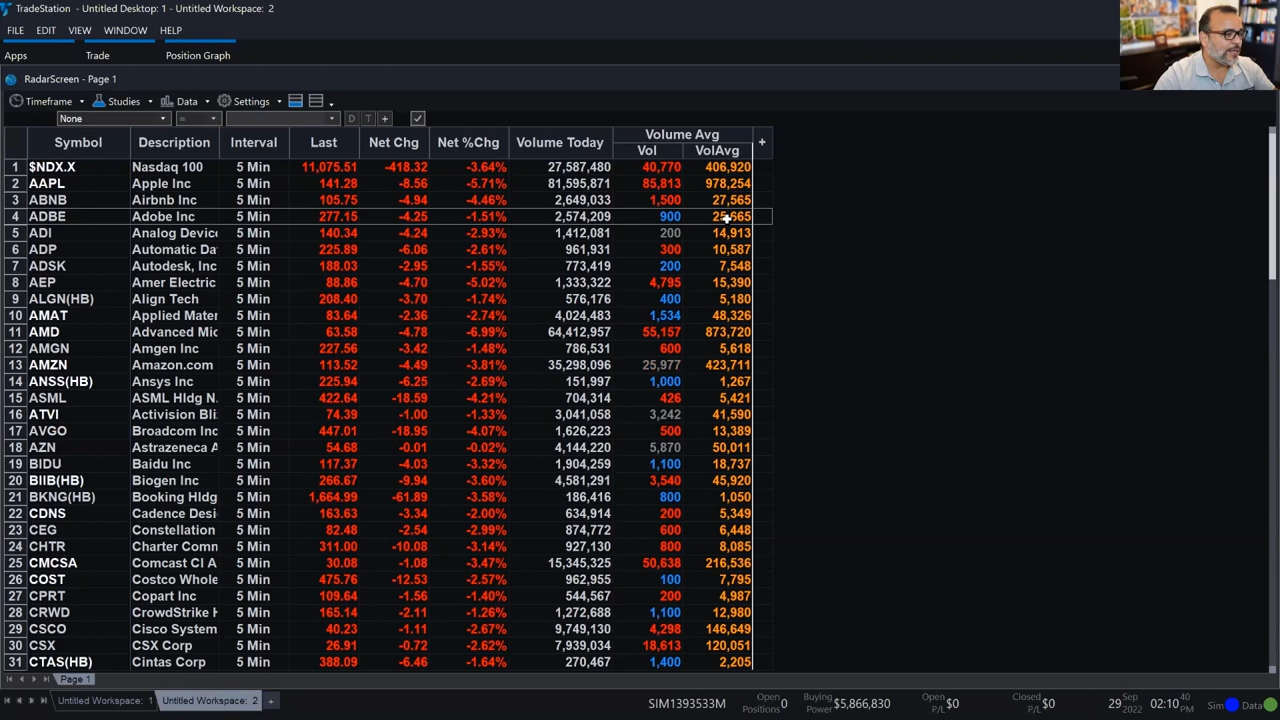 TradeStation - Untitled Desktop: 1 - Untitled Workspace: 2
FILE EDIT VIEW WINDOW HELP
Apps Trade Position Graph
RadarScreen - Page 1
Timeframe Studies Data Settings
None = D T +
Volume Avg
Symbol Description Interval Last Net Chg Net %Chg Volume Today Vol VolAvg +
1 $NDX.X Nasdaq 100 5 Min 11,075.51 -418.32 -3.64% 27,587,480 40,770 406,920
2 AAPL Apple Inc 5 Min 141.28 -8.56 -5.71% 81,595,871 85,813 978,254
3 ABNB Airbnb Inc 5 Min 105.75 -4.94 -4.46% 2,649,033 1,500 27,565
4 ADBE Adobe Inc 5 Min 277.15 -4.25 -1.51% 2,574,209 900 25,565
5 ADI Analog Device 5 Min 140.34 -4.24 -2.93% 1,412,081 200 14,913
6 ADP Automatic Da 5 Min 225.89 -6.06 -2.61% 961,931 300 10,587
7 ADSK Autodesk, Inc 5 Min 188.03 -2.95 -1.55% 773,419 200 7,548
8 AEP Amer Electric 5 Min 88.86 -4.70 -5.02% 1,333,322 4,795 15,390
9 ALGN(HB) Align Tech 5 Min 208.40 -3.70 -1.74% 576,176 400 5,180
10 AMAT Applied Mater 5 Min 83.64 -2.36 -2.74% 4,024,483 1,534 48,326
11 AMD Advanced Mic 5 Min 63.58 -4.78 -6.99% 64,412,957 55,157 873,720
12 AMGN Amgen Inc 5 Min 227.56 -3.42 -1.48% 786,531 600 5,618
13 AMZN Amazon.com 5 Min 113.52 -4.49 -3.81% 35,298,096 25,977 423,711
14 ANSS(HB) Ansys Inc 5 Min 225.94 -6.25 -2.69% 151,997 1,000 1,267
15 ASML ASML Hldg N. 5 Min 422.64 -18.59 -4.21% 704,314 426 5,421
16 ATVI Activision Bli 5 Min 74.39 -1.00 -1.33% 3,041,058 3,242 41,590
17 AVGO Broadcom Inc 5 Min 447.01 -18.95 -4.07% 1,626,223 500 13,389
18 AZN Astrazeneca A 5 Min 54.68 -0.01 -0.02% 4,144,220 5,870 50,011
19 BIDU Baidu Inc 5 Min 117.37 -4.03 -3.32% 1,904,259 1,100 18,737
20 BIIB(HB) Biogen Inc 5 Min 266.67 -9.94 -3.60% 4,581,291 3,540 45,920
21 BKNG(HB) Booking Hldg 5 Min 1,664.99 -61.89 -3.58% 186,416 800 1,050
22 CDNS Cadence Desi 5 Min 163.63 -3.34 -2.00% 634,914 200 5,349
23 CEG Constellation 5 Min 82.48 -2.54 -2.99% 874,772 600 6,448
24 CHTR Charter Comn 5 Min 311.00 -10.08 -3.14% 927,130 800 8,085
25 CMCSA Comcast Cl A 5 Min 30.08 -1.08 -3.47% 15,345,325 50,638 216,536
26 COST Costco Whole 5 Min 475.76 -12.53 -2.57% 962,955 100 7,795
27 CPRT Copart Inc 5 Min 109.64 -1.56 -1.40% 544,567 200 4,987
28 CRWD CrowdStrike H 5 Min 165.14 -2.11 -1.26% 1,272,688 1,100 12,980
29 CSCO Cisco System 5 Min 40.23 -1.11 -2.67% 9,749,130 4,298 146,649
30 CSX CSX Corp 5 Min 26.91 -0.72 -2.62% 7,939,034 18,613 120,051
31 CTAS(HB) Cintas Corp 5 Min 388.09 -6.46 -1.64% 270,467 1,400 2,205
Page 1
Untitled Workspace: 1 Untitled Workspace: 2 +
SIM1393533M Open Positions 0 Buying Power $5,866,830 Open P/L $0 Closed P/L $0 29 Sep 2022 02:10 40 PM Sim Data